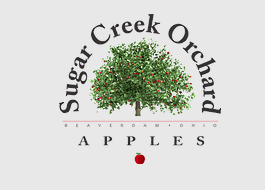 Sugar Creek Orchard
BEAVERDAM • OHIO
APPLES